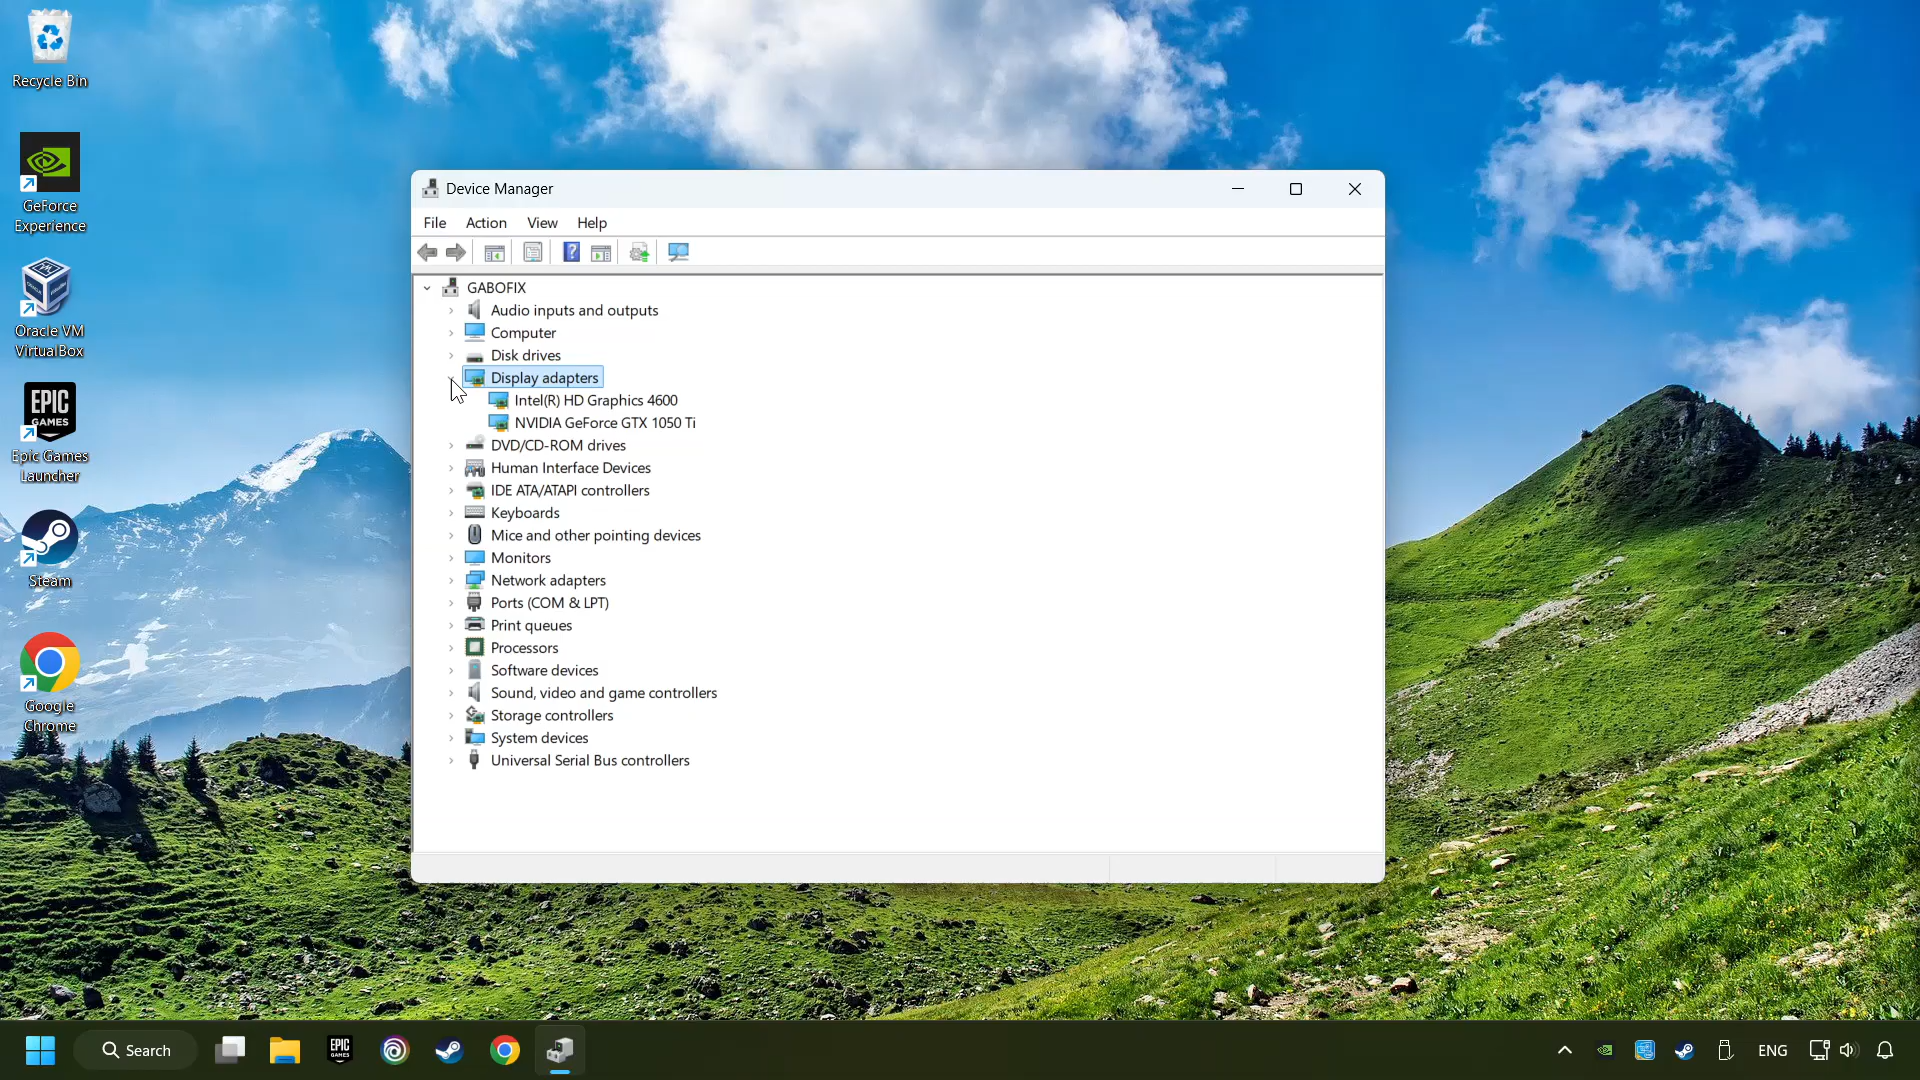 Recycle Bin
GeForce
Experience
Oracle VM
VirtualBox
EPIC
GAMES
Epic Games
Launcher
Steam
Google
Chrome
Device Manager
File Action View Help
GABOFIX
Audio inputs and outputs
Computer
Disk drives
Display adapters
Intel(R) HD Graphics 4600
NVIDIA GeForce GTX 1050 Ti
DVD/CD-ROM drives
Human Interface Devices
IDE ATA/ATAPI controllers
Keyboards
Mice and other pointing devices
Monitors
Network adapters
Ports (COM & LPT)
Print queues
Processors
Software devices
Sound, video and game controllers
Storage controllers
System devices
Universal Serial Bus controllers
Search
EPIC
GAMES
ENG